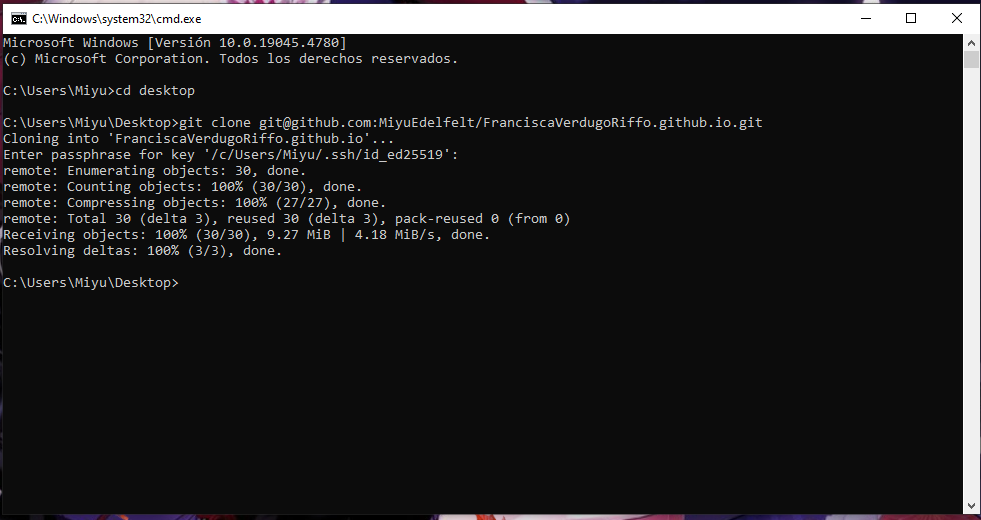 C:\Windows\system32\cmd.exe
Microsoft Windows [Versión 10.0.19045.4780]
(c) Microsoft Corporation. Todos los derechos reservados.
C:\Users\Miyu>cd desktop
C:\Users\Miyu\Desktop>git clone git@github.com:MiyuEdelfelt/FranciscaVerdugoRiffo.github.io.git
Cloning into 'FranciscaVerdugoRiffo.github.io'...
Enter passphrase for key '/c/Users/Miyu/.ssh/id_ed25519':
remote: Enumerating objects: 30, done.
remote: Counting objects: 100% (30/30), done.
remote: Compressing objects: 100% (27/27), done.
remote: Total 30 (delta 3), reused 30 (delta 3), pack-reused 0 (from 0)
Receiving objects: 100% (30/30), 9.27 MiB | 4.18 MiB/s, done.
Resolving deltas: 100% (3/3), done.
C:\Users\Miyu\Desktop>